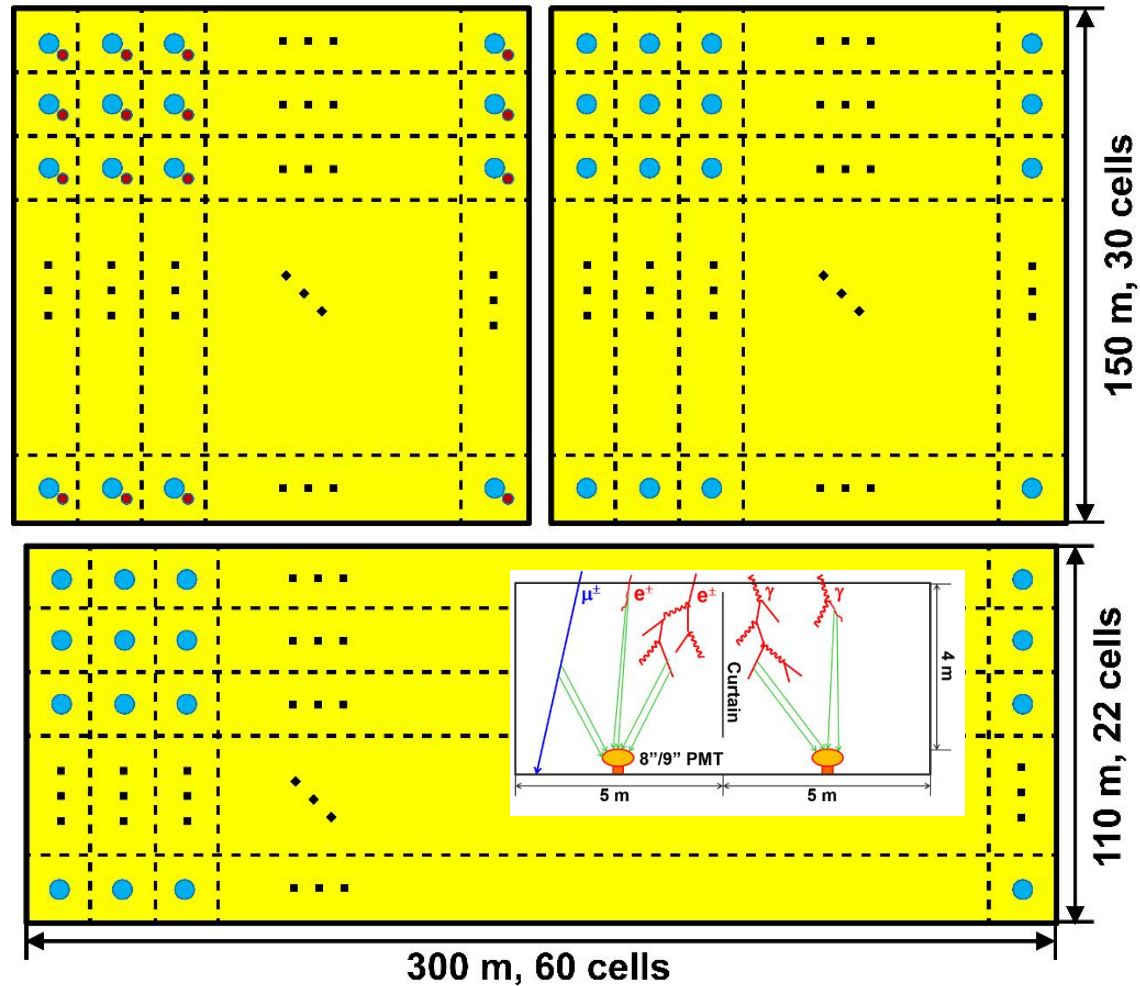 150 m, 30 cells
μ±
e±
e±
γ
γ
Curtain
4 m
8”/9” PMT
5 m
5 m
110 m, 22 cells
300 m, 60 cells